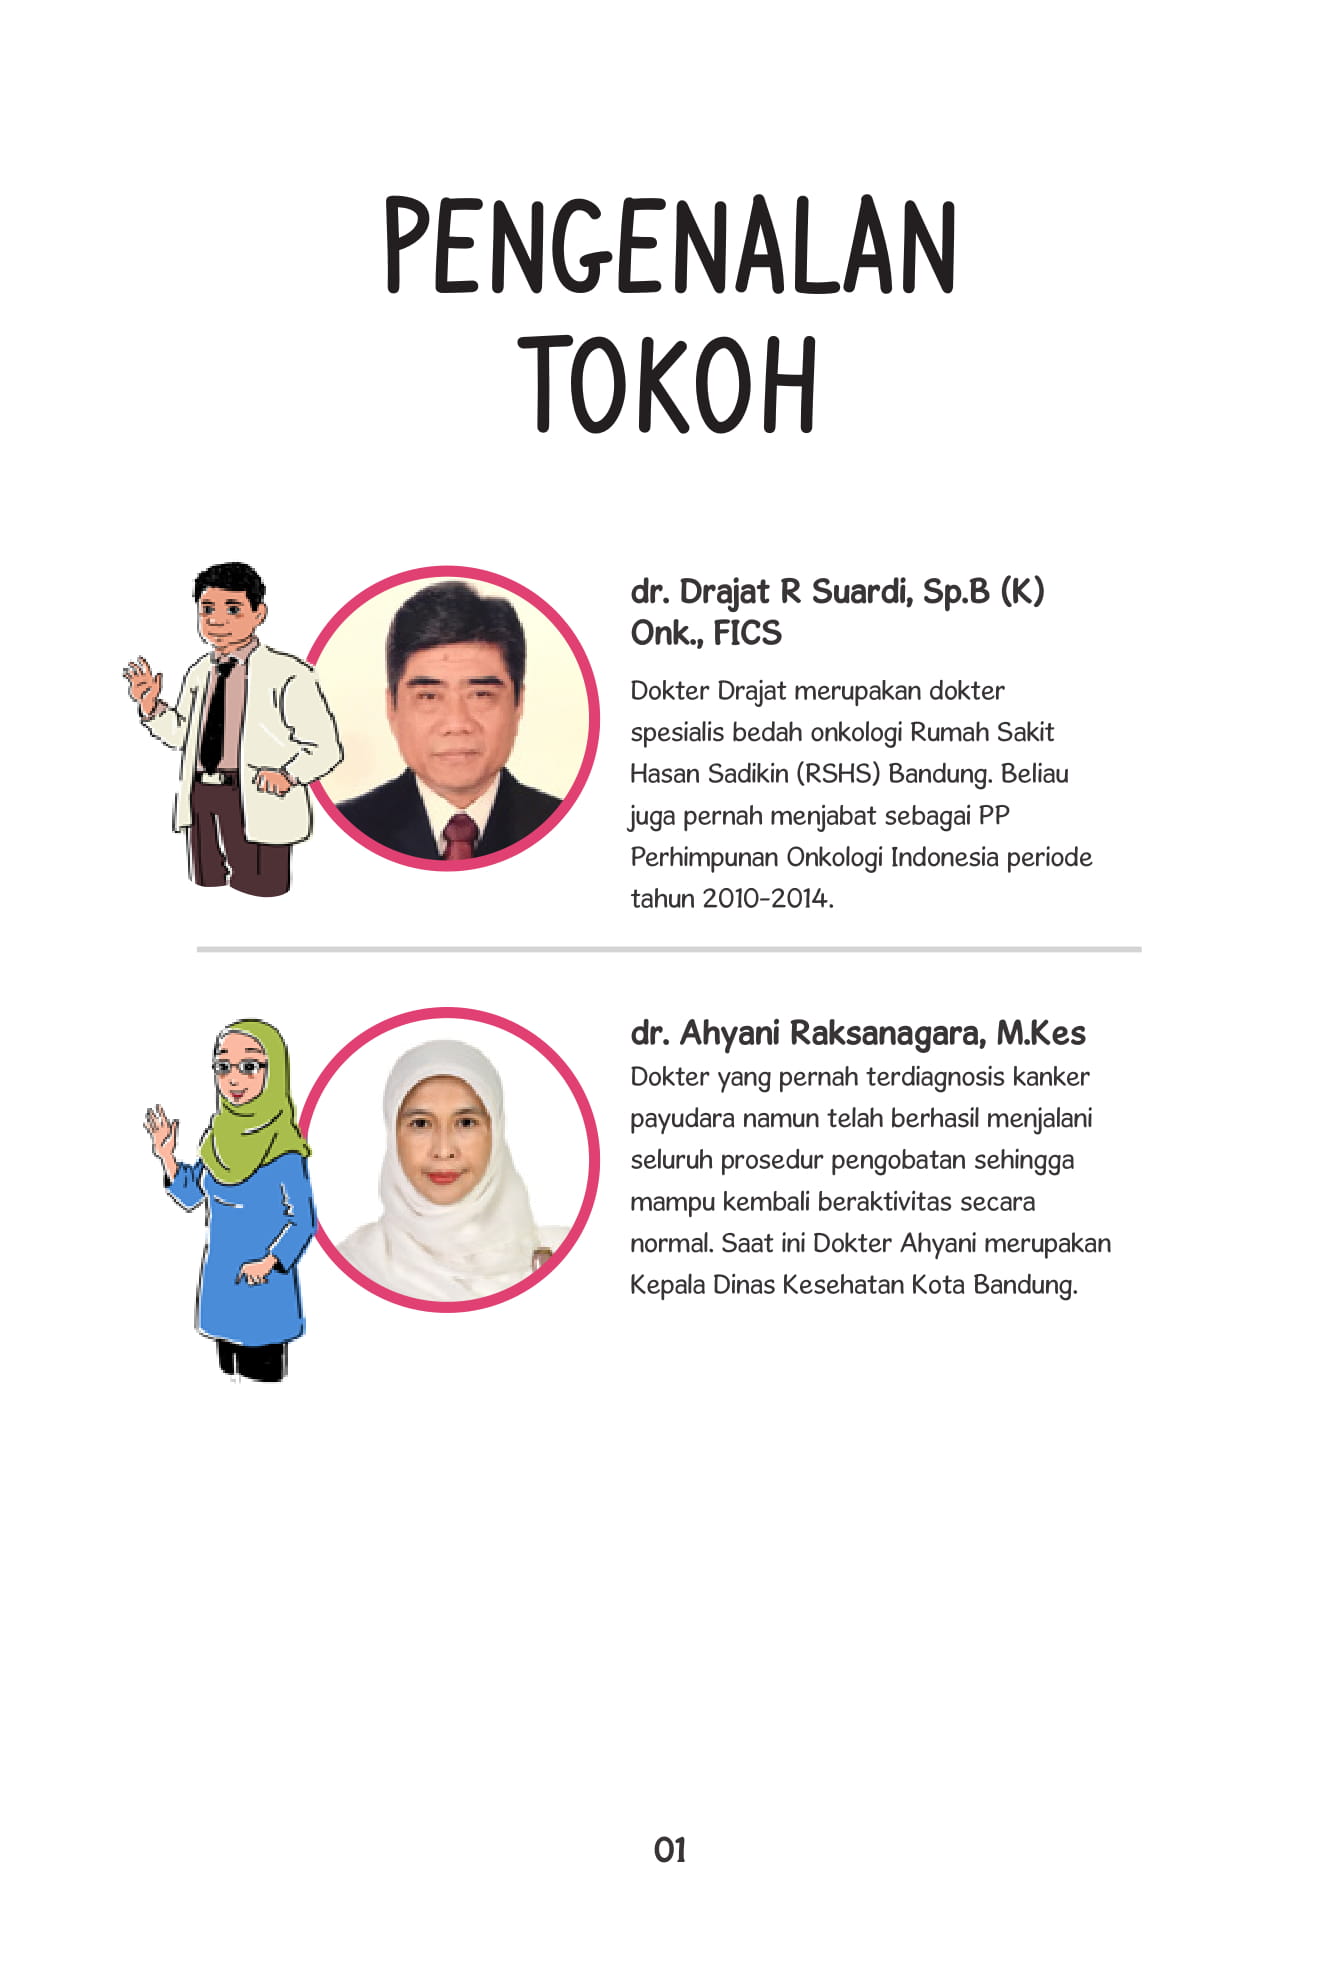 PENGENALAN
TOKOH
dr. Drajat R Suardi, Sp.B (K)
Onk., FICS
Dokter Drajat merupakan dokter
spesialis bedah onkologi Rumah Sakit
Hasan Sadikin (RSHS) Bandung. Beliau
juga pernah menjabat sebagai PP
Perhimpunan Onkologi Indonesia periode
tahun 2010-2014.
dr. Ahyani Raksanagara, M.Kes
Dokter yang pernah terdiagnosis kanker
payudara namun telah berhasil menjalani
seluruh prosedur pengobatan sehingga
mampu kembali beraktivitas secara
normal. Saat ini Dokter Ahyani merupakan
Kepala Dinas Kesehatan Kota Bandung.
01